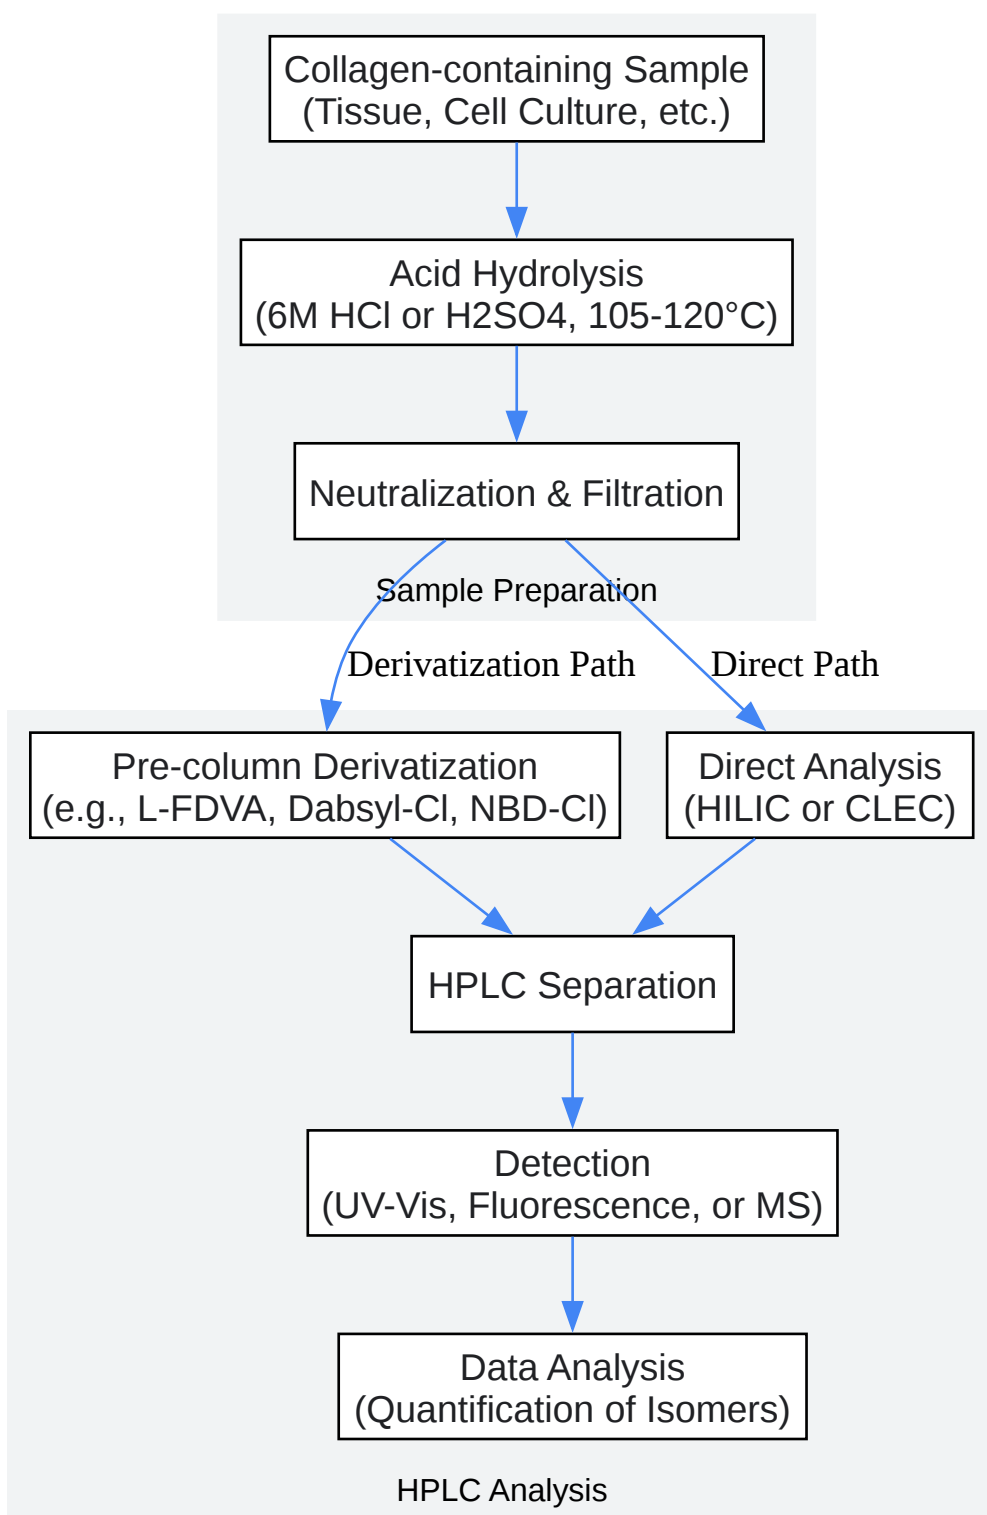 Collagen-containing Sample
(Tissue, Cell Culture, etc.)
Acid Hydrolysis
(6M HCl or H2SO4, 105-120°C)
Neutralization & Filtration
Sample Preparation
Derivatization Path
Direct Path
Pre-column Derivatization
(e.g., L-FDVA, Dabsyl-Cl, NBD-Cl)
Direct Analysis
(HILIC or CLEC)
HPLC Separation
Detection
(UV-Vis, Fluorescence, or MS)
Data Analysis
(Quantification of Isomers)
HPLC Analysis